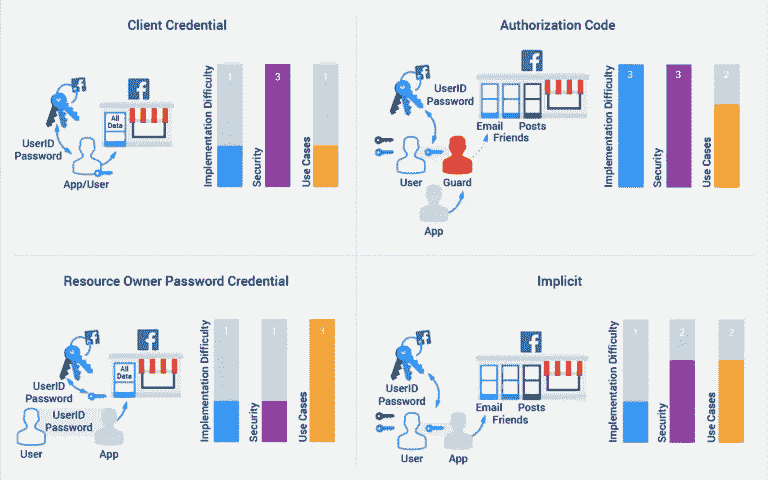 Client Credential
UserID
Password
App/User
All
Data
Implementation Difficulty
1
Security
3
Use Cases
1
Authorization Code
UserID
Password
Email
Posts
Friends
User
Guard
App
Implementation Difficulty
3
Security
3
Use Cases
2
Resource Owner Password Credential
UserID
Password
UserID
Password
User
App
All
Data
Implementation Difficulty
1
Security
1
Use Cases
3
Implicit
UserID
Password
Email
Posts
Friends
User
App
Implementation Difficulty
1
Security
2
Use Cases
2